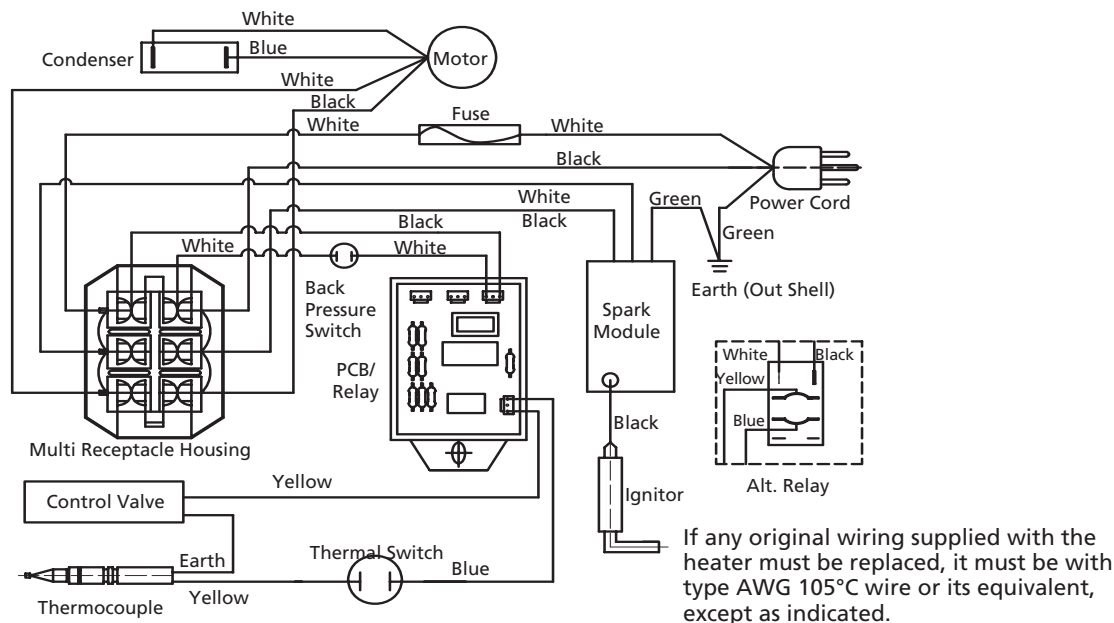 White
Condenser
Blue
Motor
White
Black
Fuse
White
White
Black
Power Cord
White
Green
Black
Black
Green
White
White
Earth (Out Shell)
Back
Pressure
Switch
Spark
Module
PCB/
Relay
White
Black
Yellow
Blue
Multi Receptacle Housing
Black
Alt. Relay
Yellow
Control Valve
Ignitor
Earth
Thermal Switch
Blue
Yellow
Thermocouple
If any original wiring supplied with the
heater must be replaced, it must be with
type AWG 105°C wire or its equivalent,
except as indicated.